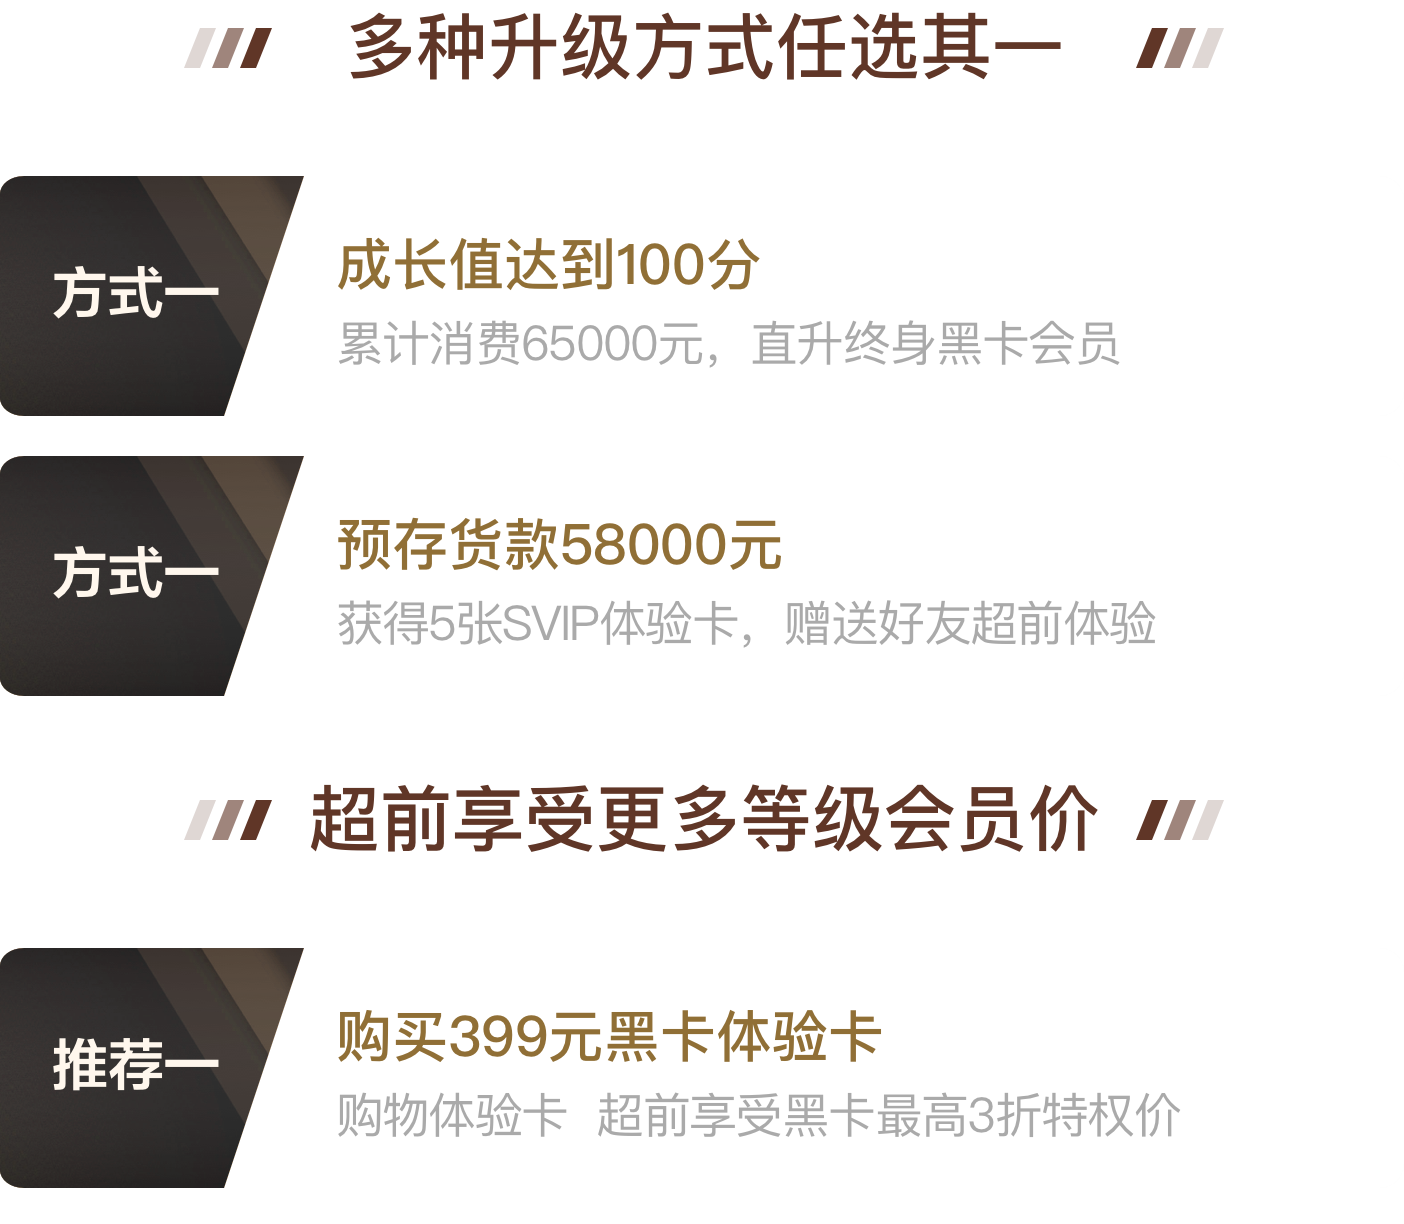 多种升级方式任选其一
方式一
成长值达到100分
累计消费65000元，直升终身黑卡会员
方式一
预存货款58000元
获得5张SVIP体验卡，赠送好友超前体验
超前享受更多等级会员价
推荐一
购买399元黑卡体验卡
购物体验卡 超前享受黑卡最高3折特权价